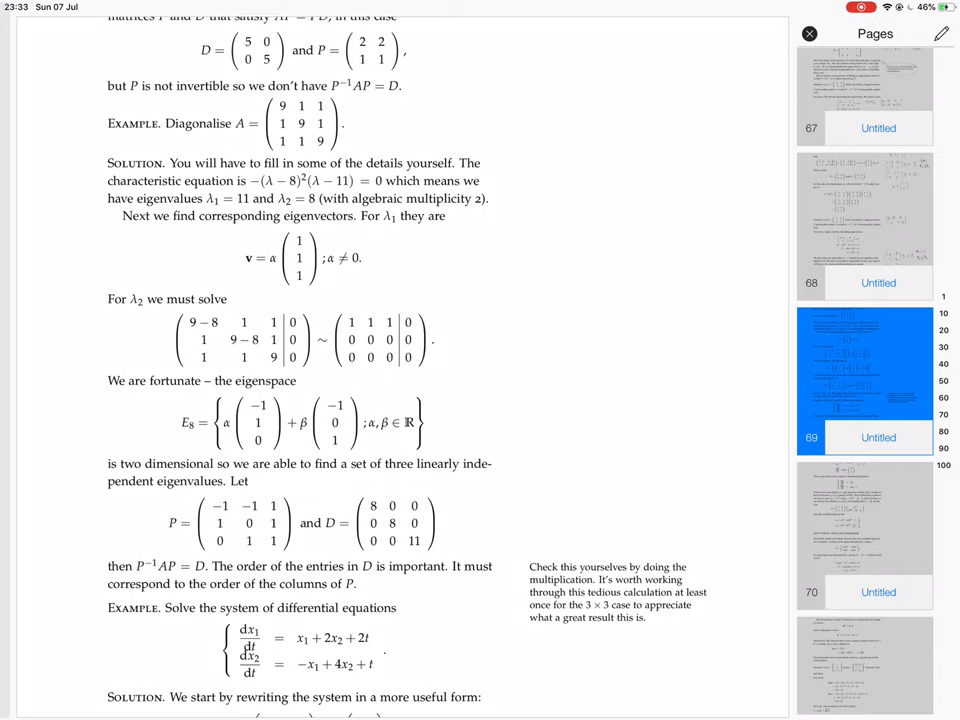 23:33 Sun 07 Jul
46%
matrices P and D that satisfy AP = PD, in this case
D = ( 5 0 0 5 ) and P = ( 2 2 1 1 ),
but P is not invertible so we don't have P⁻¹AP = D.
EXAMPLE. Diagonalise A = ( 9 1 1 1 9 1 1 1 9 ).
SOLUTION. You will have to fill in some of the details yourself. The
characteristic equation is −(λ − 8)²(λ − 11) = 0 which means we
have eigenvalues λ₁ = 11 and λ₂ = 8 (with algebraic multiplicity 2).
Next we find corresponding eigenvectors. For λ₁ they are
v = α ( 1 1 1 ) ; α ≠ 0.
For λ₂ we must solve
( 9 − 8 1 1 | 0
1 9 − 8 1 | 0
1 1 9 | 0 ) ~ ( 1 1 1 | 0
0 0 0 | 0
0 0 0 | 0 ).
We are fortunate – the eigenspace
E₈ = { α ( −1 1 0 ) + β ( −1 0 1 ) ; α, β ∈ ℝ }
is two dimensional so we are able to find a set of three linearly inde-
pendent eigenvalues. Let
P = ( −1 −1 1
1 0 1
0 1 1 ) and D = ( 8 0 0
0 8 0
0 0 11 )
then P⁻¹AP = D. The order of the entries in D is important. It must
correspond to the order of the columns of P.
EXAMPLE. Solve the system of differential equations
dx₁/dt = x₁ + 2x₂ + 2t
dx₂/dt = −x₁ + 4x₂ + t .
SOLUTION. We start by rewriting the system in a more useful form:
Check this yourselves by doing the
multiplication. It's worth working
through this tedious calculation at least
once for the 3 × 3 case to appreciate
what a great result this is.
Pages
67 Untitled
68 Untitled
69 Untitled
70 Untitled
1
10
20
30
40
50
60
70
80
90
100